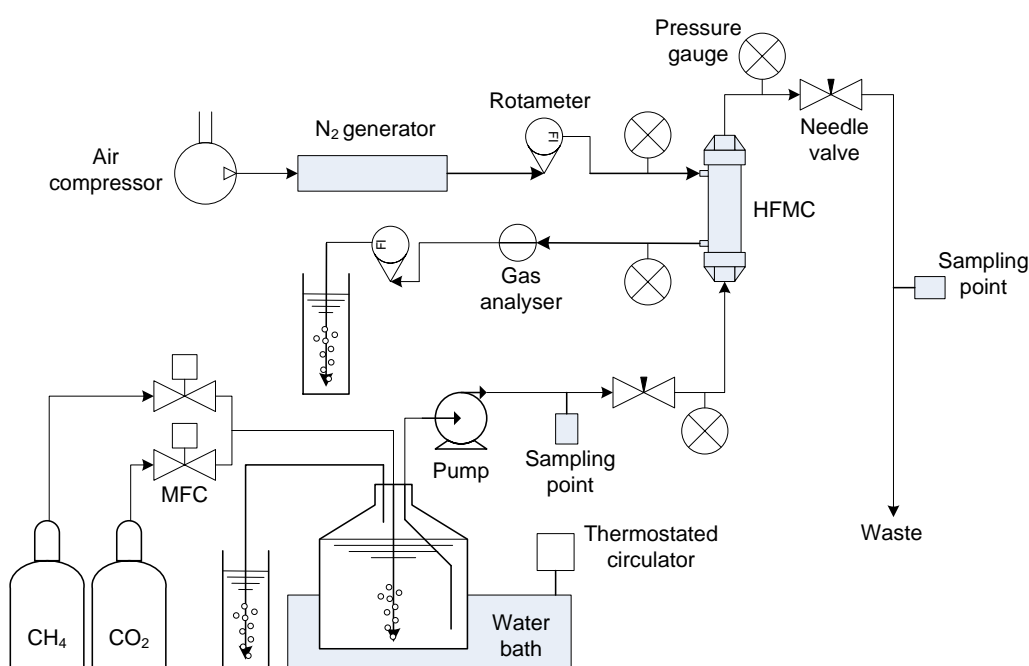 Pressure
gauge
Rotameter
FI
N₂ generator
Needle
valve
Air
compressor
HFMC
FI
Gas
analyser
Sampling
point
Pump
Sampling
point
MFC
Thermostated
circulator
Waste
CH₄
CO₂
Water
bath